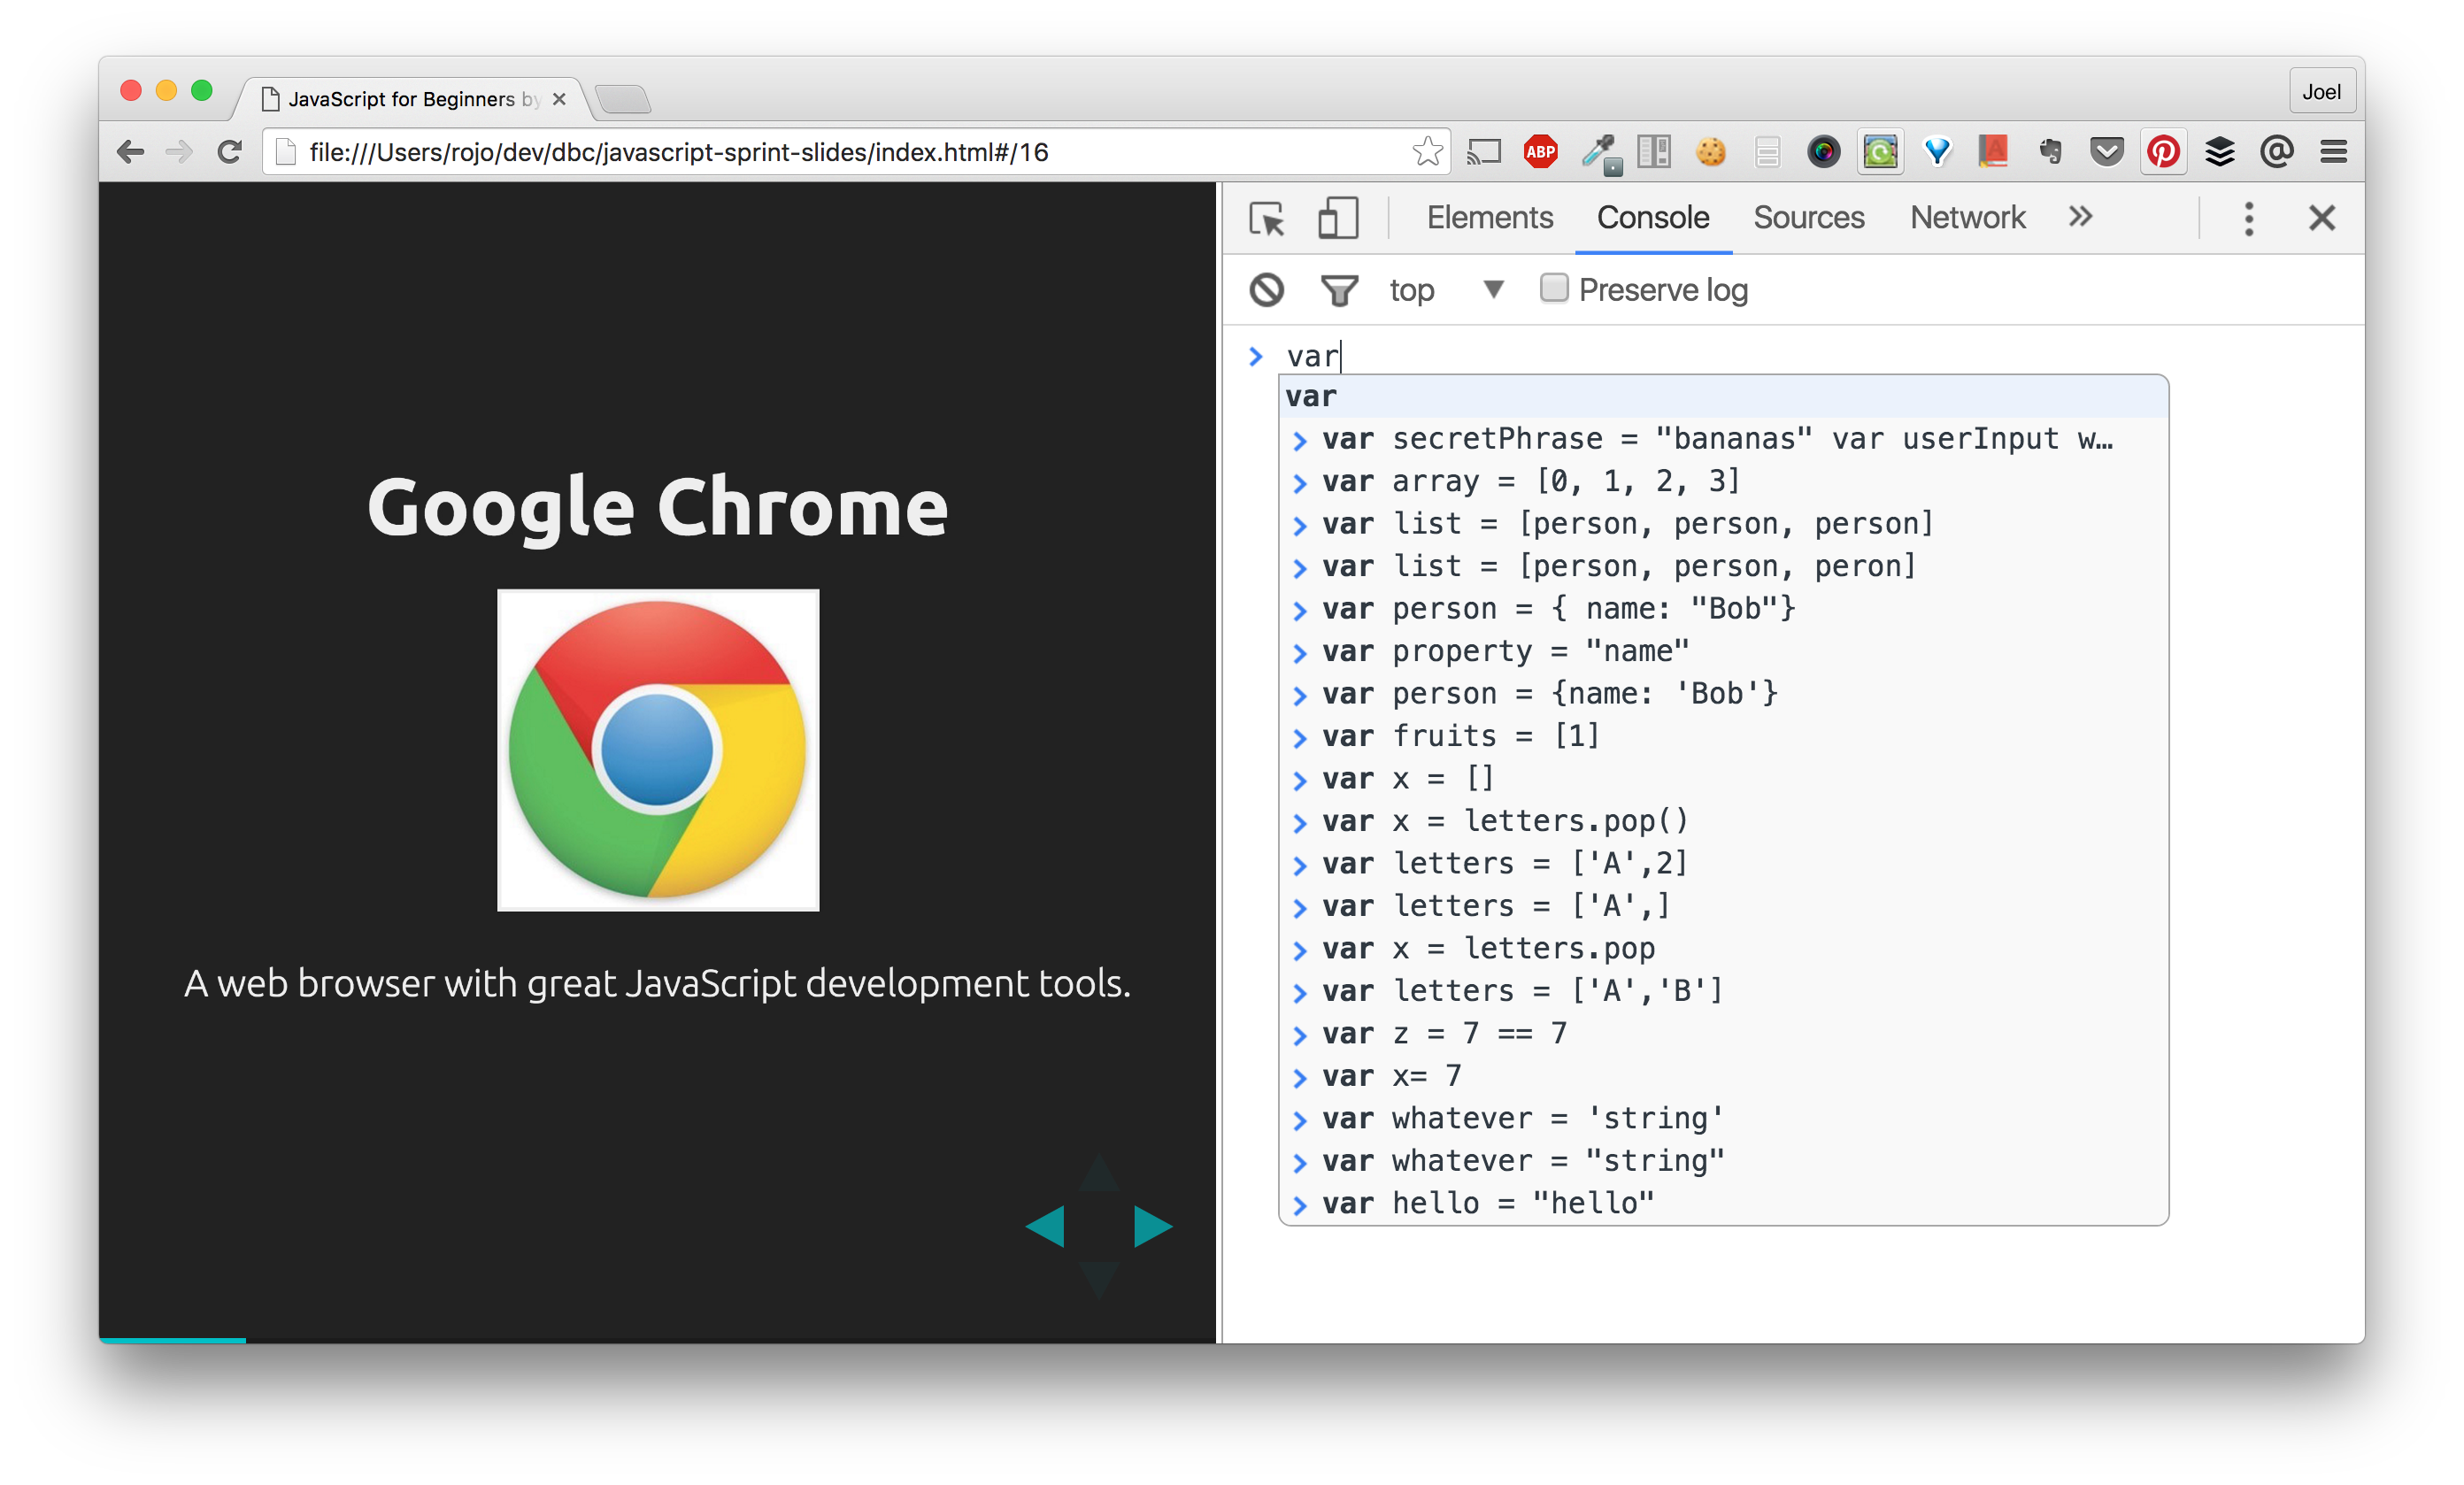 JavaScript for Beginners by
Joel
file:///Users/rojo/dev/dbc/javascript-sprint-slides/index.html#/16
ABP
Elements Console Sources Network
top Preserve log
Google Chrome
A web browser with great JavaScript development tools.
> var
var
> var secretPhrase = "bananas" var userInput w…
> var array = [0, 1, 2, 3]
> var list = [person, person, person]
> var list = [person, person, peron]
> var person = { name: "Bob"}
> var property = "name"
> var person = {name: 'Bob'}
> var fruits = [1]
> var x = []
> var x = letters.pop()
> var letters = ['A',2]
> var letters = ['A',]
> var x = letters.pop
> var letters = ['A','B']
> var z = 7 == 7
> var x= 7
> var whatever = 'string'
> var whatever = "string"
> var hello = "hello"